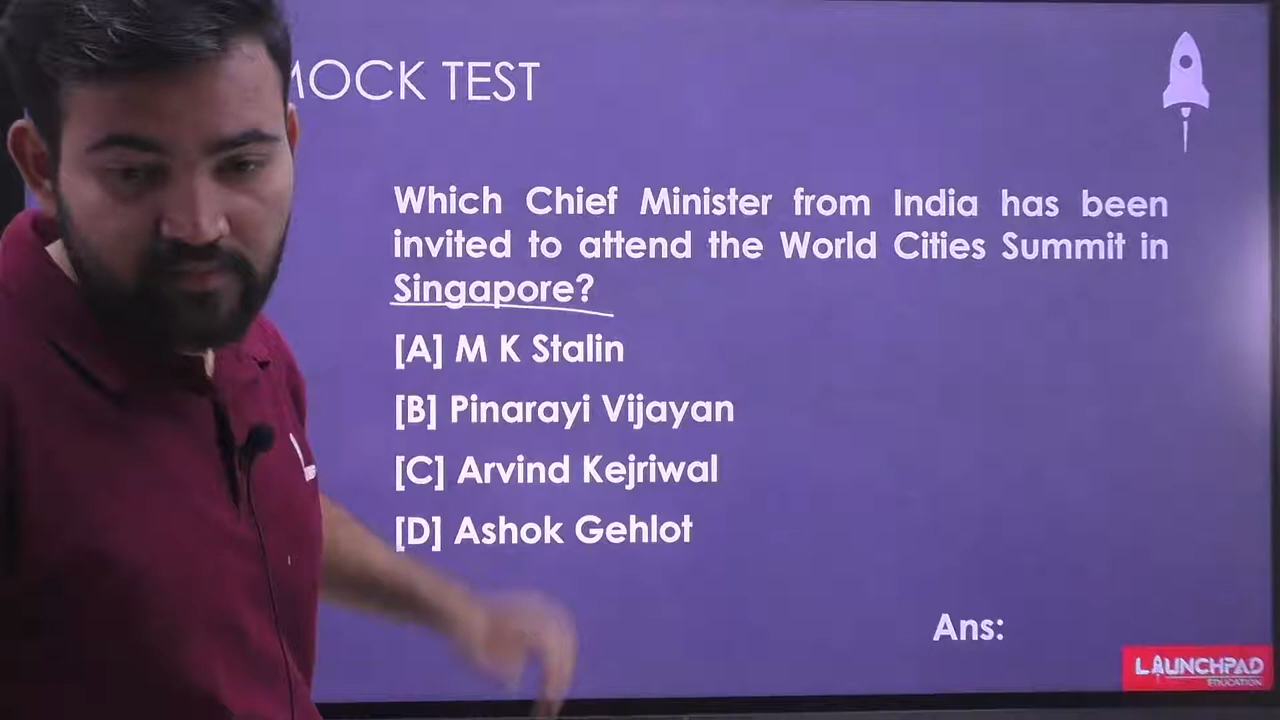 MOCK TEST
Which Chief Minister from India has been
invited to attend the World Cities Summit in
Singapore?
[A] M K Stalin
[B] Pinarayi Vijayan
[C] Arvind Kejriwal
[D] Ashok Gehlot
Ans:
LAUNCHPAD
EDUCATION